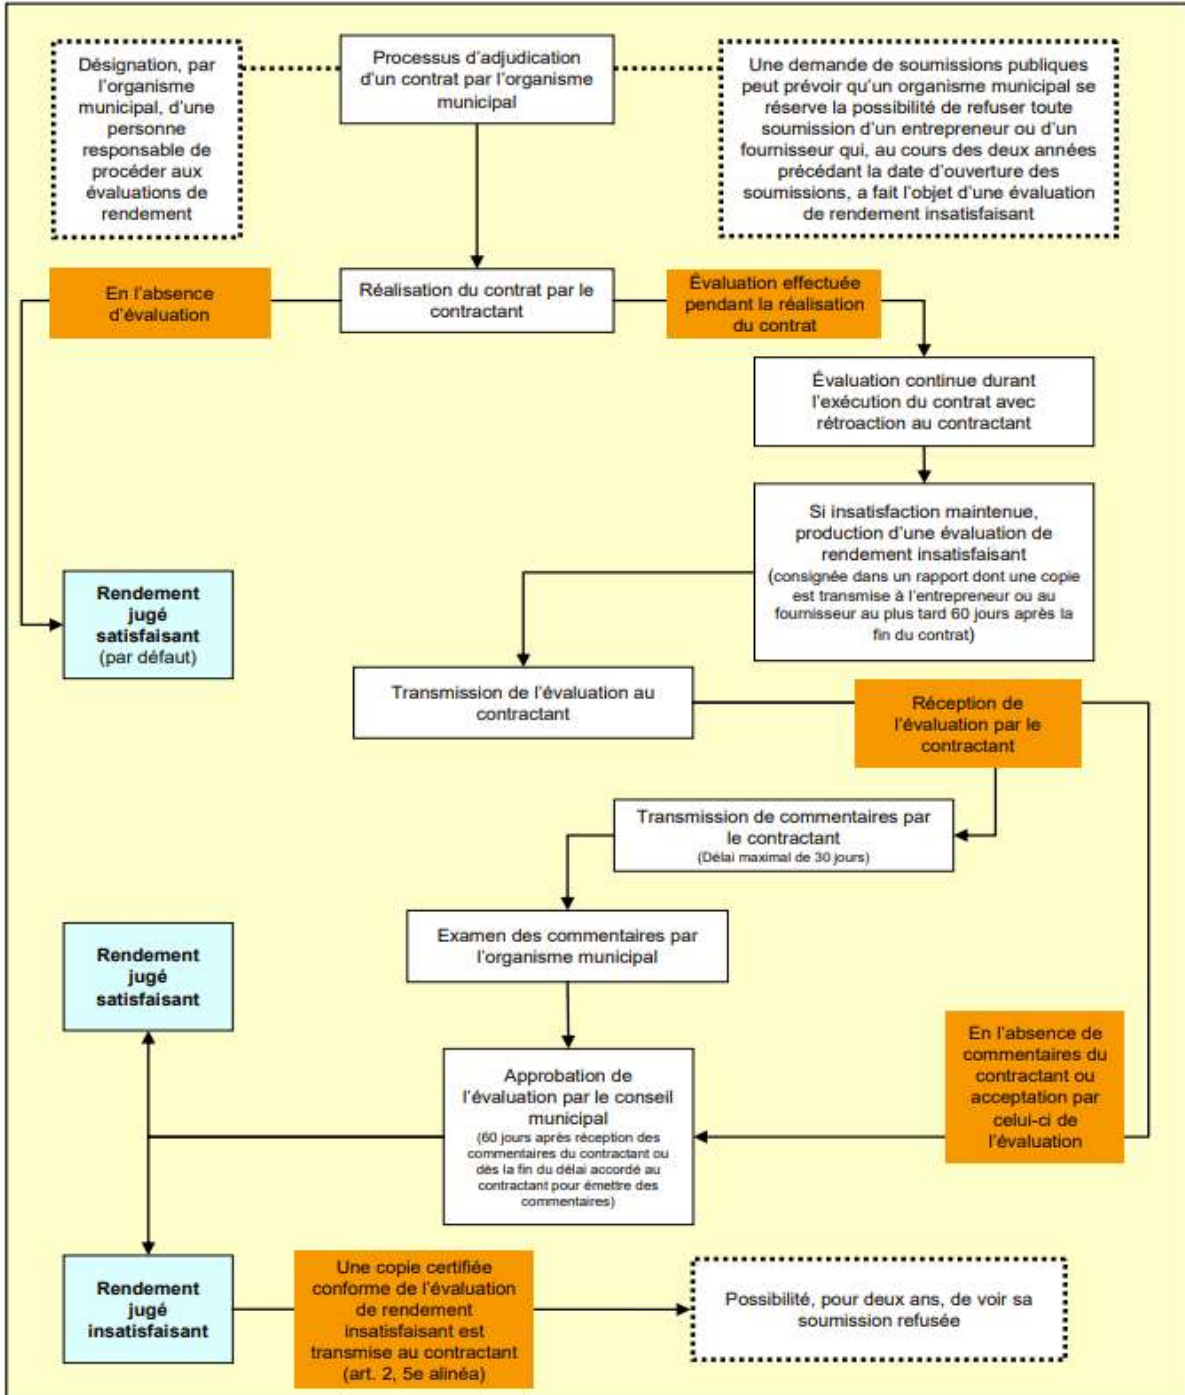 Désignation, par
l'organisme
municipal, d'une
personne
responsable de
procéder aux
évaluations de
rendement
Processus d'adjudication
d'un contrat par l'organisme
municipal
Une demande de soumissions publiques
peut prévoir qu'un organisme municipal se
réserve la possibilité de refuser toute
soumission d'un entrepreneur ou d'un
fournisseur qui, au cours des deux années
précédant la date d'ouverture des
soumissions, a fait l'objet d'une évaluation
de rendement insatisfaisant
En l'absence
d'évaluation
Réalisation du contrat par le
contractant
Évaluation effectuée
pendant la réalisation
du contrat
Évaluation continue durant
l'exécution du contrat avec
rétroaction au contractant
Si insatisfaction maintenue,
production d'une évaluation de
rendement insatisfaisant
(consignée dans un rapport dont une copie
est transmise à l'entrepreneur ou au
fournisseur au plus tard 60 jours après la
fin du contrat)
Rendement
jugé
satisfaisant
(par défaut)
Transmission de l'évaluation au
contractant
Réception de
l'évaluation par le
contractant
Transmission de commentaires par
le contractant
(Délai maximal de 30 jours)
Examen des commentaires par
l'organisme municipal
Rendement
jugé
satisfaisant
En l'absence de
commentaires du
contractant ou
acceptation par
celui-ci de
l'évaluation
Approbation de
l'évaluation par le conseil
municipal
(60 jours après réception des
commentaires du contractant ou
dès la fin du délai accordé au
contractant pour émettre des
commentaires)
Rendement
jugé
insatisfaisant
Une copie certifiée
conforme de l'évaluation
de rendement
insatisfaisant est
transmise au contractant
(art. 2, 5e alinéa)
Possibilité, pour deux ans, de voir sa
soumission refusée